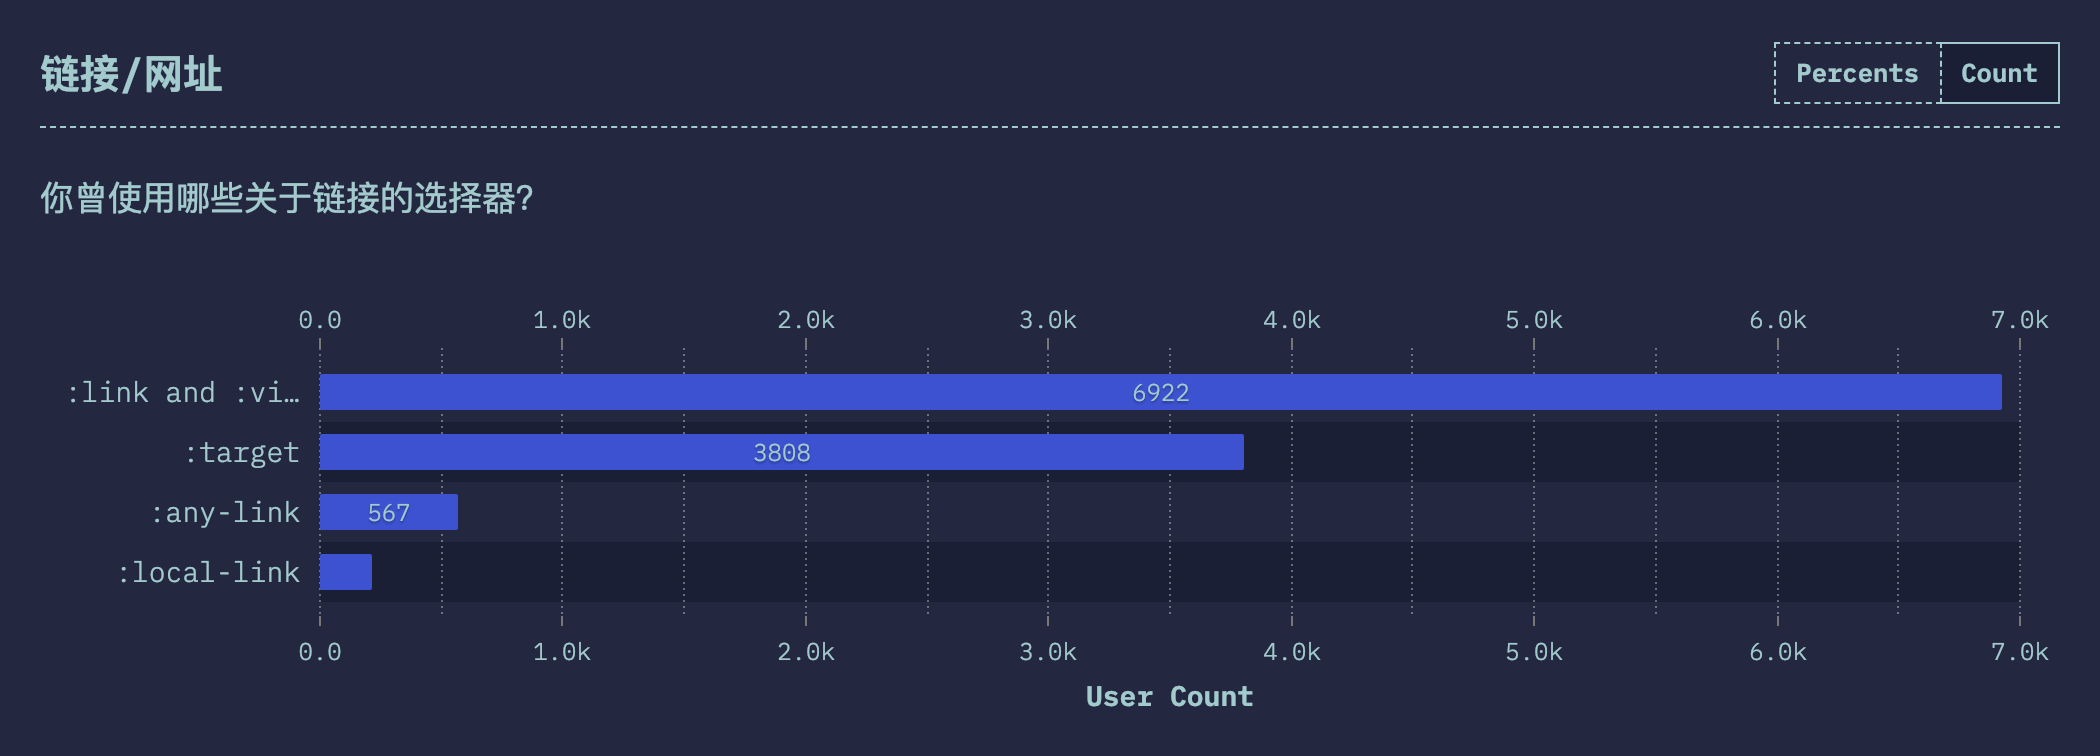 链接/网址
Percents Count
你曾使用哪些关于链接的选择器?
0.0 1.0k 2.0k 3.0k 4.0k 5.0k 6.0k 7.0k
:link and :vi… 6922
:target 3808
:any-link 567
:local-link
0.0 1.0k 2.0k 3.0k 4.0k 5.0k 6.0k 7.0k
User Count